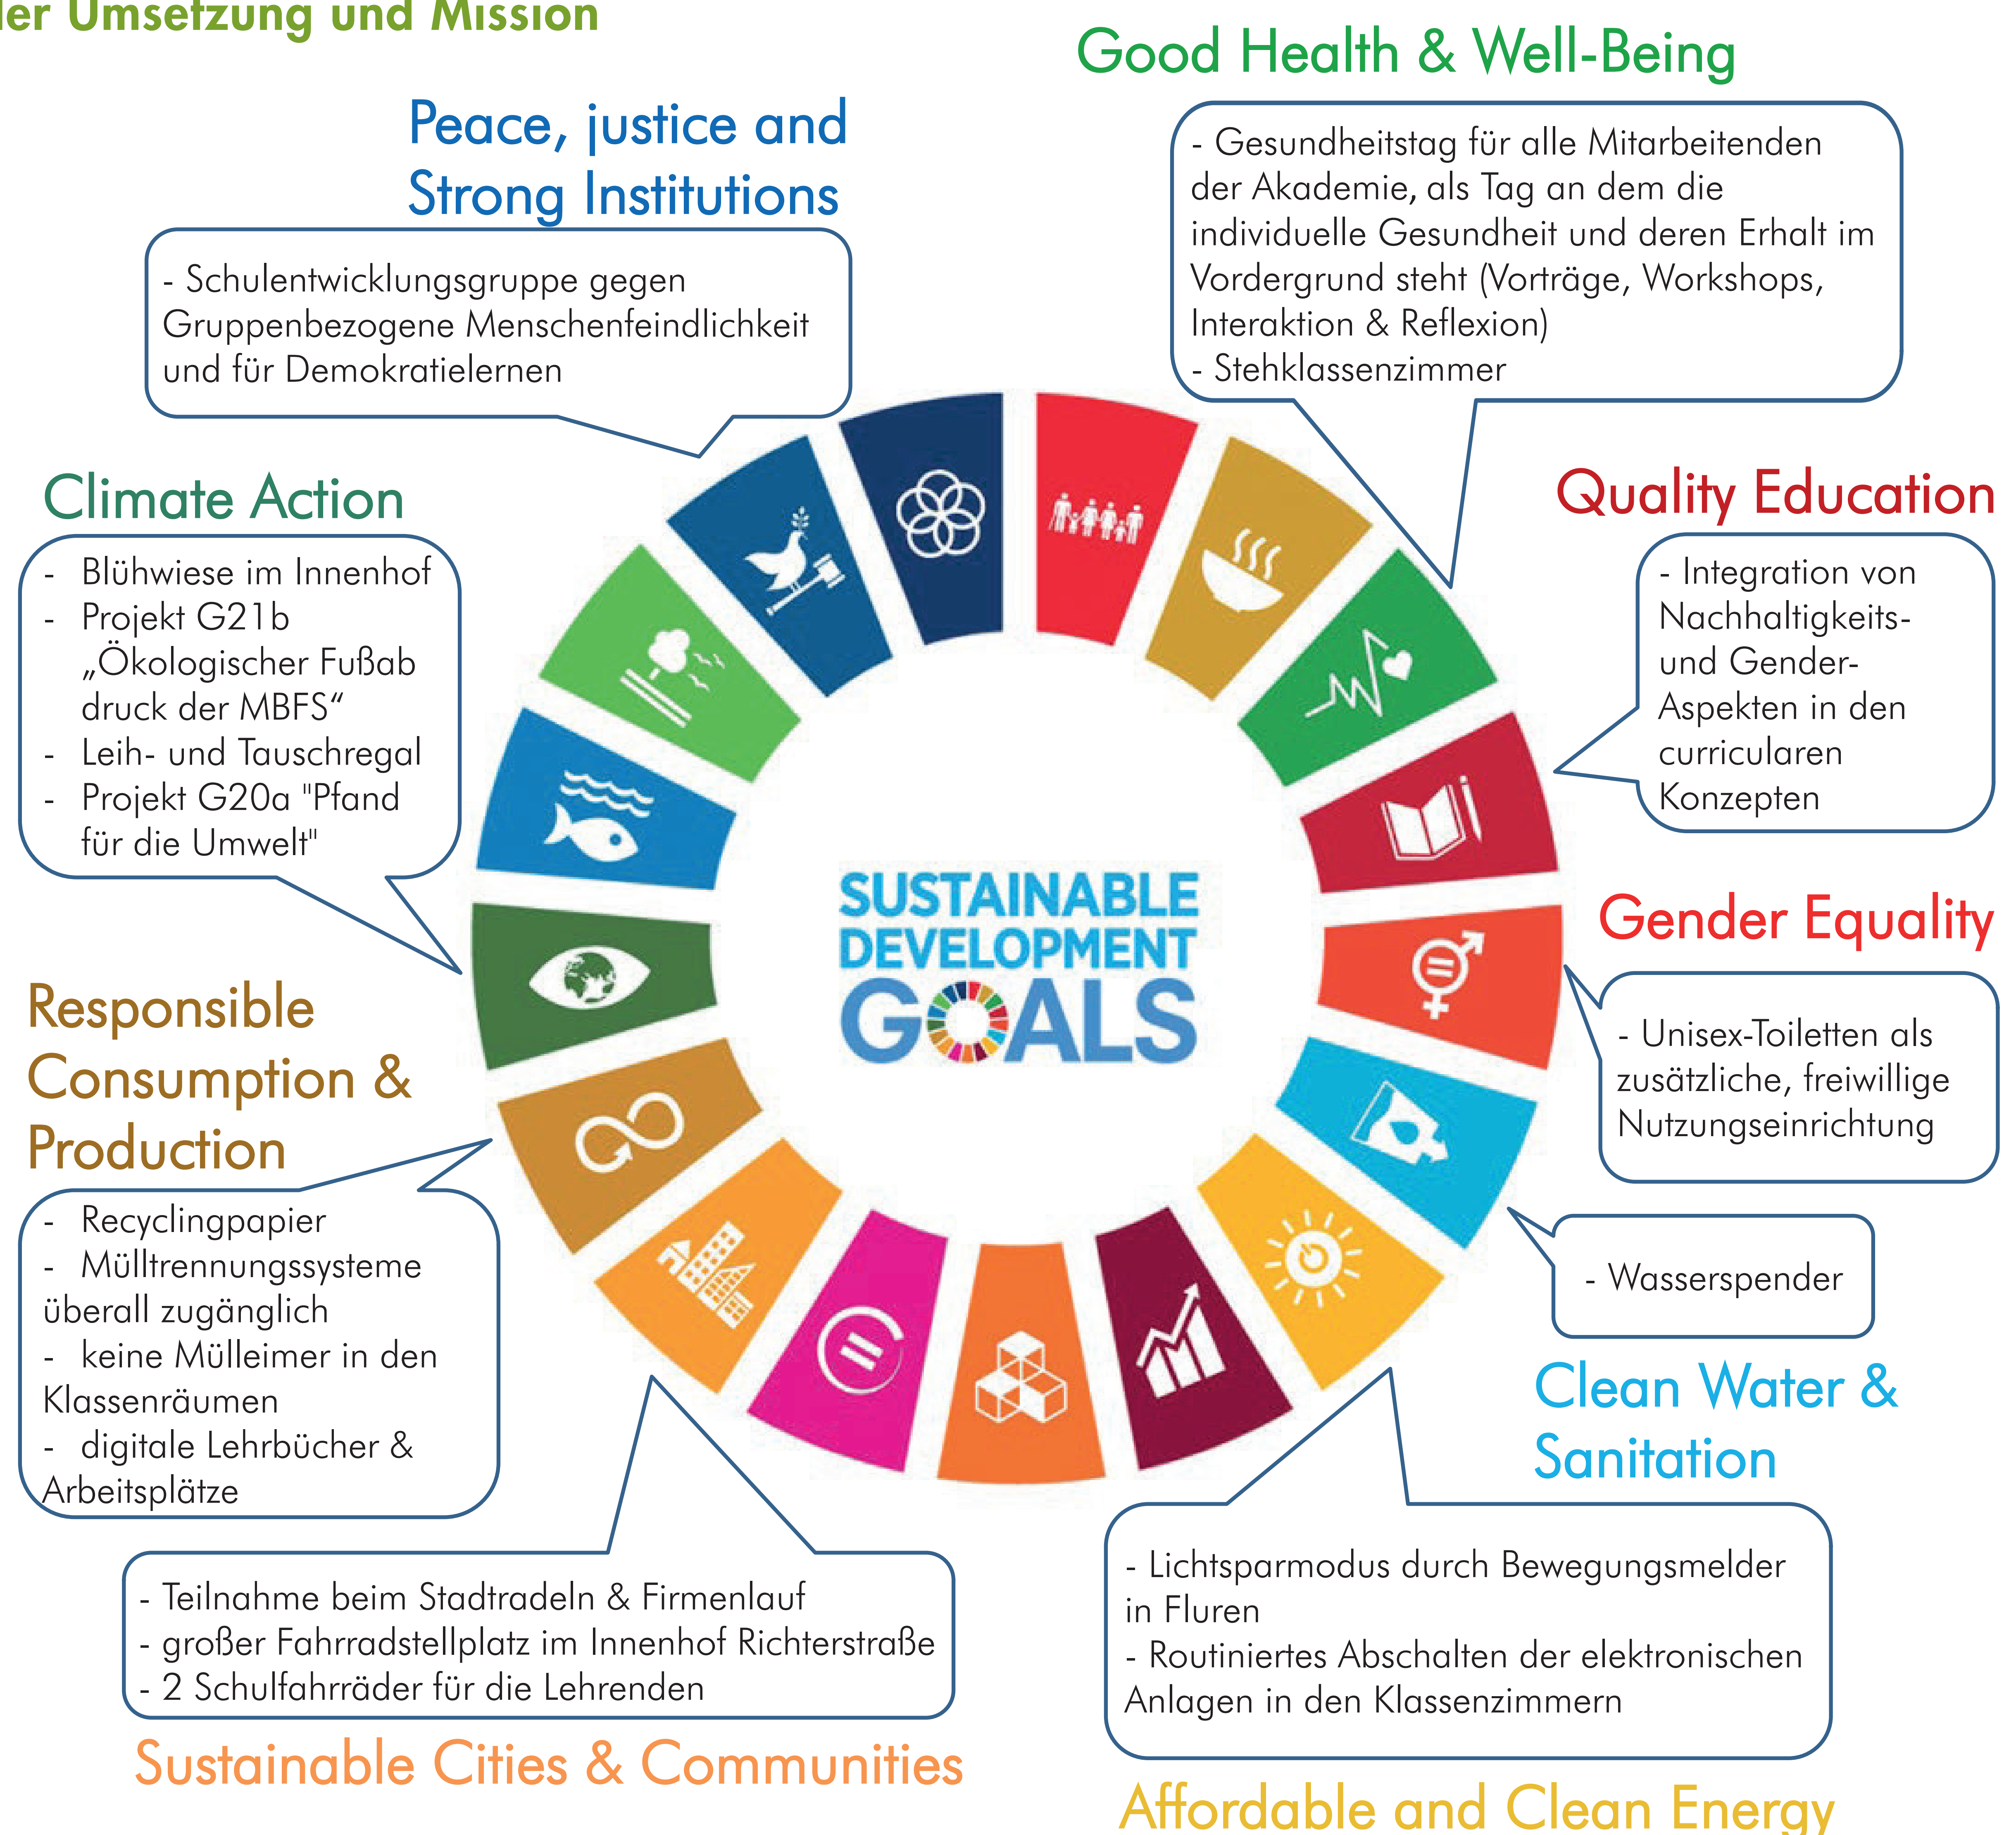 der Umsetzung und Mission
Good Health & Well-Being
- Gesundheitstag für alle Mitarbeitenden
der Akademie, als Tag an dem die
individuelle Gesundheit und deren Erhalt im
Vordergrund steht (Vorträge, Workshops,
Interaktion & Reflexion)
- Stehklassenzimmer
Peace, justice and
Strong Institutions
- Schulentwicklungsgruppe gegen
Gruppenbezogene Menschenfeindlichkeit
und für Demokratielernen
Climate Action
- Blühwiese im Innenhof
- Projekt G21b
„Ökologischer Fußab
druck der MBFS“
- Leih- und Tauschregal
- Projekt G20a "Pfand
für die Umwelt"
Quality Education
- Integration von
Nachhaltigkeits-
und Gender-
Aspekten in den
curricularen
Konzepten
SUSTAINABLE
DEVELOPMENT
GOALS
Gender Equality
- Unisex-Toiletten als
zusätzliche, freiwillige
Nutzungseinrichtung
Responsible
Consumption &
Production
- Recyclingpapier
- Mülltrennungssysteme
überall zugänglich
- keine Mülleimer in den
Klassenräumen
- digitale Lehrbücher &
Arbeitsplätze
- Wasserspender
Clean Water &
Sanitation
- Teilnahme beim Stadtradeln & Firmenlauf
- großer Fahrradstellplatz im Innenhof Richterstraße
- 2 Schulfahrräder für die Lehrenden
Sustainable Cities & Communities
- Lichtsparmodus durch Bewegungsmelder
in Fluren
- Routiniertes Abschalten der elektronischen
Anlagen in den Klassenzimmern
Affordable and Clean Energy